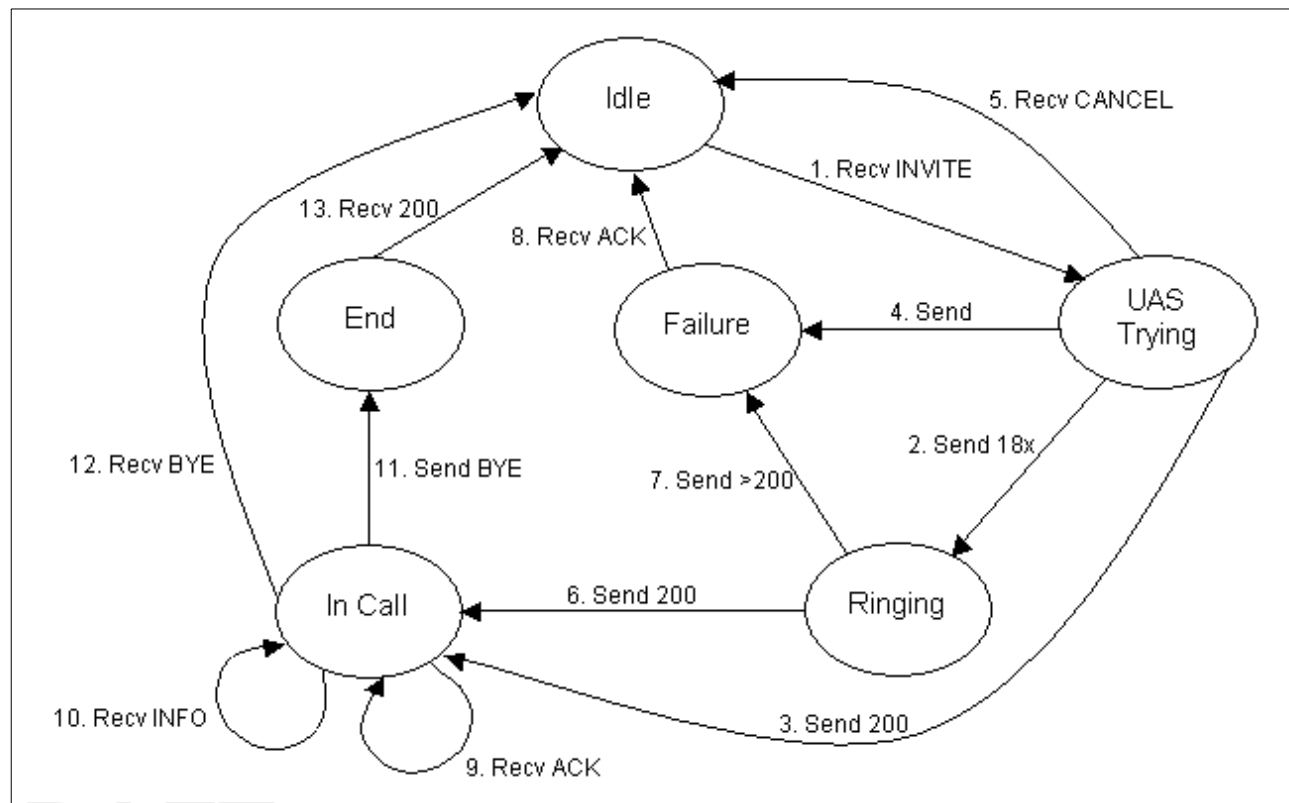 Idle
5. Recv CANCEL
1. Recv INVITE
13. Recv 200
8. Recv ACK
End
Failure
4. Send
UAS
Trying
12. Recv BYE
11. Send BYE
7. Send >200
2. Send 18x
In Call
6. Send 200
Ringing
10. Recv INFO
9. Recv ACK
3. Send 200